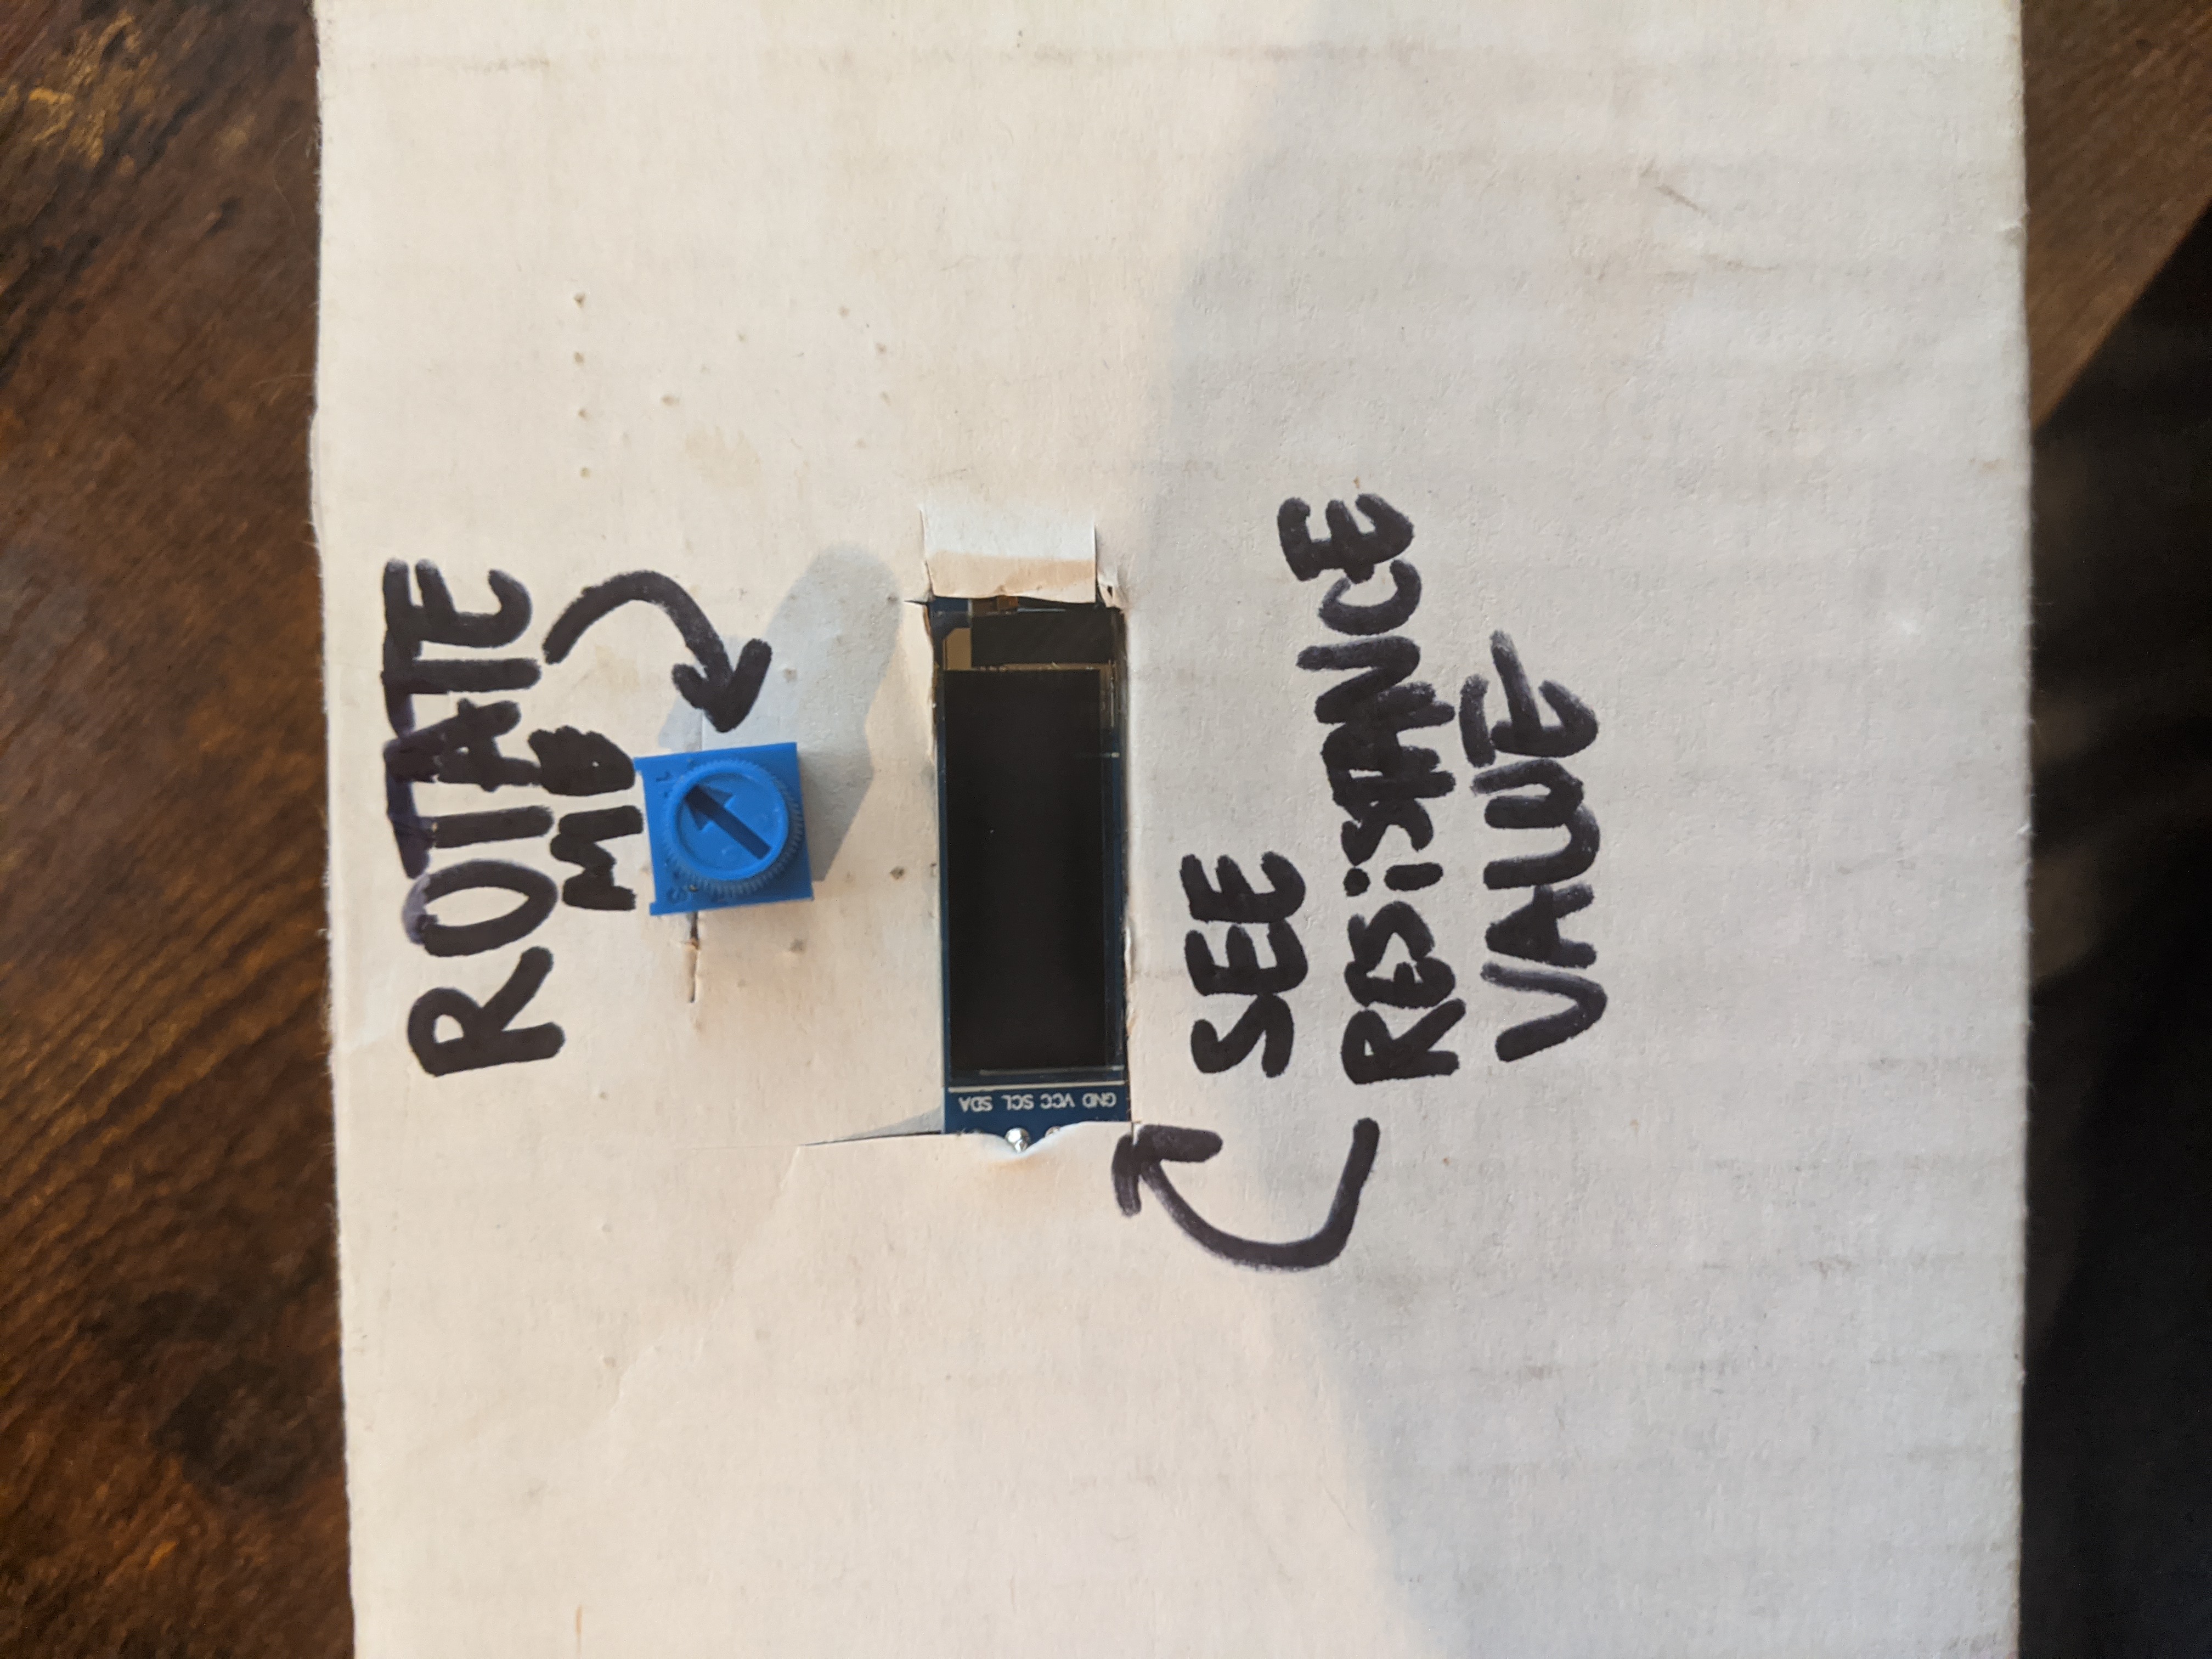 ROTATE
ME
GND VCC SCL SDA
SEE
RESiSTANCE
VALUE